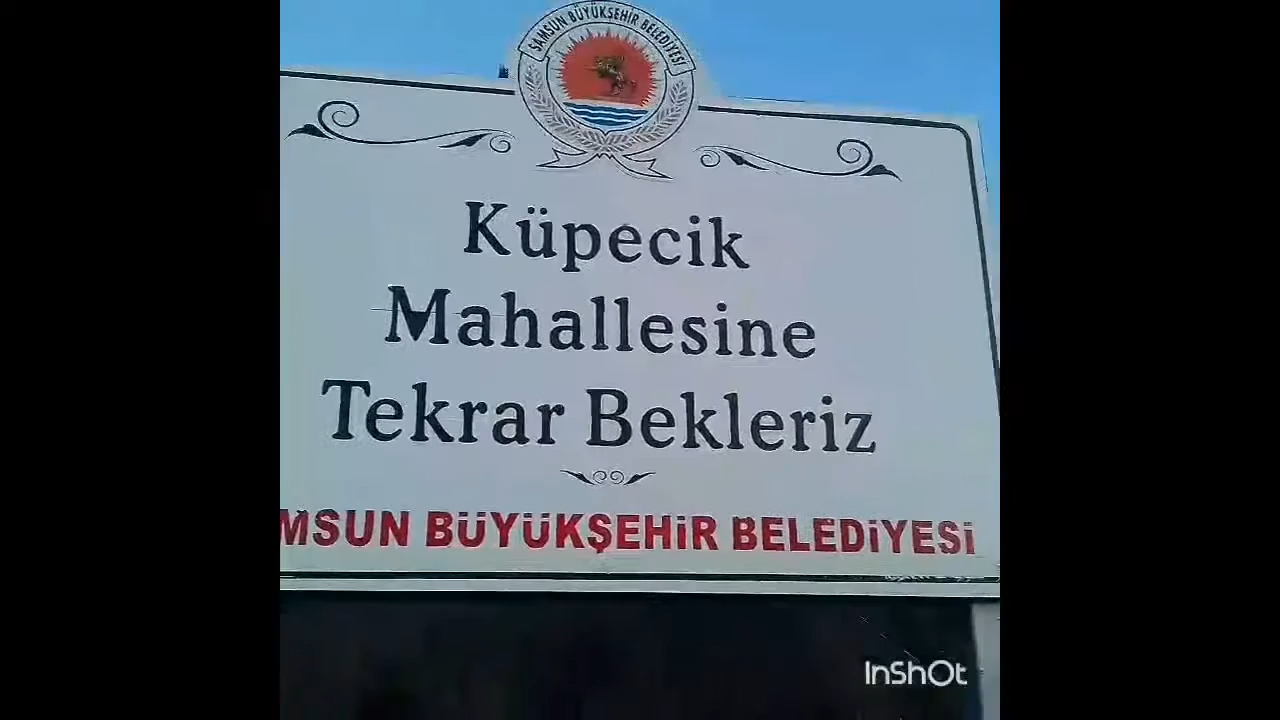 SAMSUN BÜYÜKŞEHİR BELEDİYESİ
Küpecik
Mahallesine
Tekrar Bekleriz
MSUN BÜYÜKŞEHİR BELEDİYESİ
InShOt